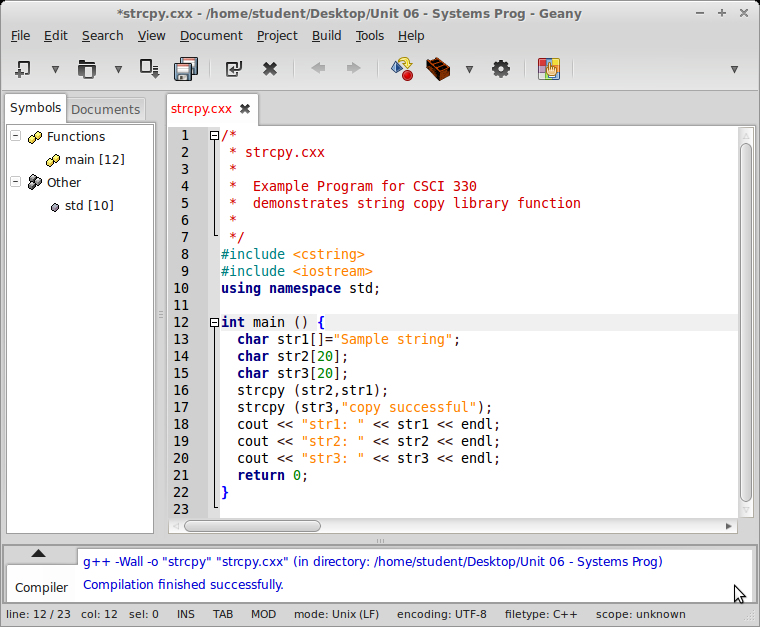 *strcpy.cxx - /home/student/Desktop/Unit 06 - Systems Prog - Geany
File Edit Search View Document Project Build Tools Help
Symbols Documents
strcpy.cxx
Functions
main [12]
Other
std [10]
1 /*
2  * strcpy.cxx
3  *
4  *  Example Program for CSCI 330
5  *  demonstrates string copy library function
6  *
7  */
8 #include <cstring>
9 #include <iostream>
10 using namespace std;
11
12 int main () {
13   char str1[]="Sample string";
14   char str2[20];
15   char str3[20];
16   strcpy (str2,str1);
17   strcpy (str3,"copy successful");
18   cout << "str1: " << str1 << endl;
19   cout << "str2: " << str2 << endl;
20   cout << "str3: " << str3 << endl;
21   return 0;
22 }
23
g++ -Wall -o "strcpy" "strcpy.cxx" (in directory: /home/student/Desktop/Unit 06 - Systems Prog)
Compiler Compilation finished successfully.
line: 12 / 23 col: 12 sel: 0 INS TAB MOD mode: Unix (LF) encoding: UTF-8 filetype: C++ scope: unknown